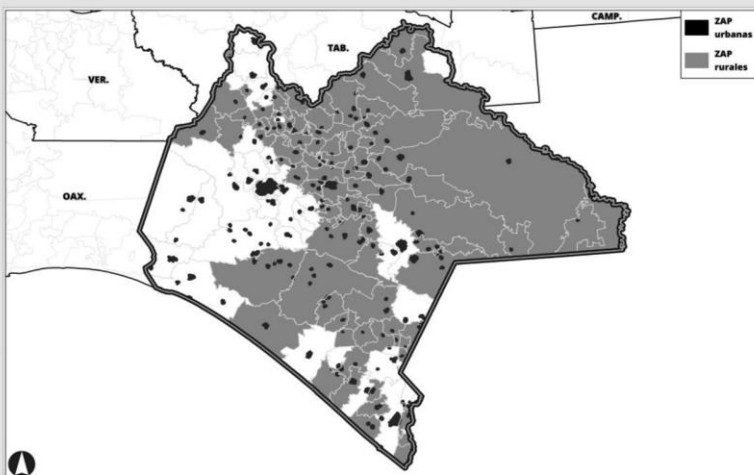 CAMP.
TAB.
VER.
OAX.
ZAP
urbanas
ZAP
rurales